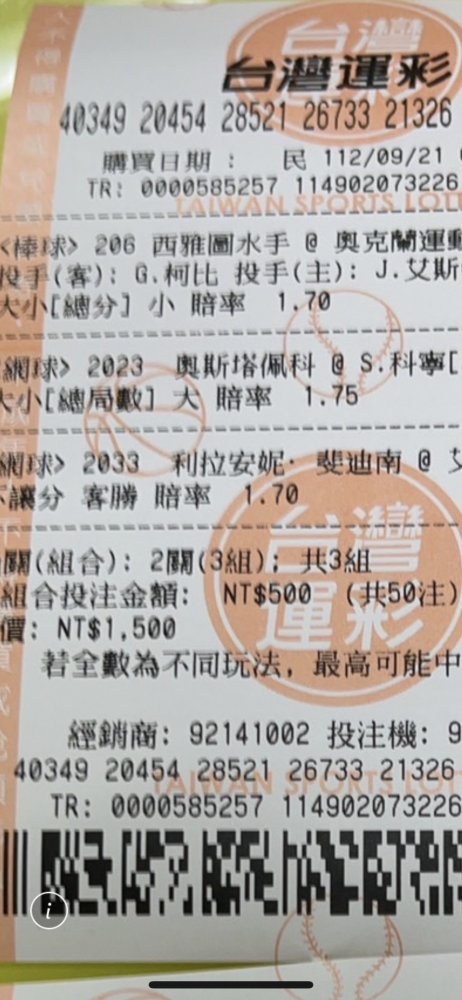 台灣運彩
40349 20454 28521 26733 21326
購買日期： 民 112/09/21
TR: 0000585257 114902073226
TAIWAN SPORTS LOTT
<棒球> 206 西雅圖水手 @ 奧克蘭運動
投手(客): G.柯比 投手(主): J.艾斯
大小[總分] 小 賠率 1.70
網球> 2023 奧斯塔佩科 @ S.科寧[
大小[總局數] 大 賠率 1.75
網球> 2033 利拉安妮· 斐迪南 @
不讓分 客勝 賠率 1.70
關(組合): 2關(3組); 共3組
組合投注金額: NT$500 (共50注)
價: NT$1,500
若全數為不同玩法，最高可能中
經銷商: 92141002 投注機: 9
40349 20454 28521 26733 21326
TAIWAN SPORTS LOT
TR: 0000585257 114902073226
台灣運彩